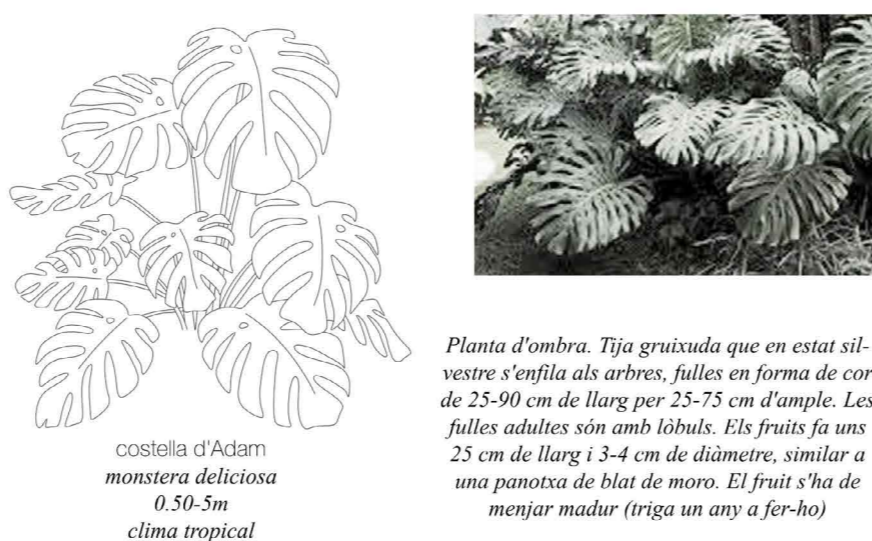 costella d'Adam
monstera deliciosa
0.50-5m
clima tropical
Planta d'ombra. Tija gruixuda que en estat sil-
vestre s'enfila als arbres, fulles en forma de cor
de 25-90 cm de llarg per 25-75 cm d'ample. Les
fulles adultes són amb lòbuls. Els fruits fa uns
25 cm de llarg i 3-4 cm de diàmetre, similar a
una panotxa de blat de moro. El fruit s'ha de
menjar madur (triga un any a fer-ho)